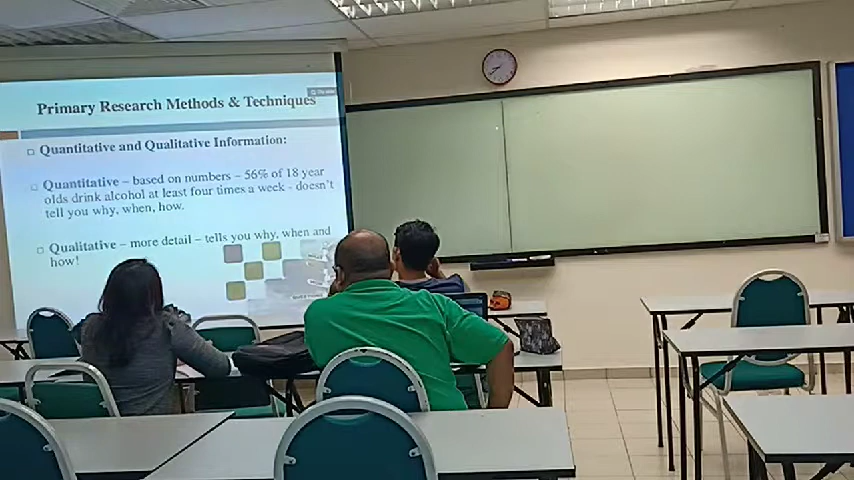 Primary Research Methods & Techniques
Quantitative and Qualitative Information:
Quantitative – based on numbers – 56% of 18 year
olds drink alcohol at least four times a week - doesn't
tell you why, when, how.
Qualitative – more detail – tells you why, when and
how!